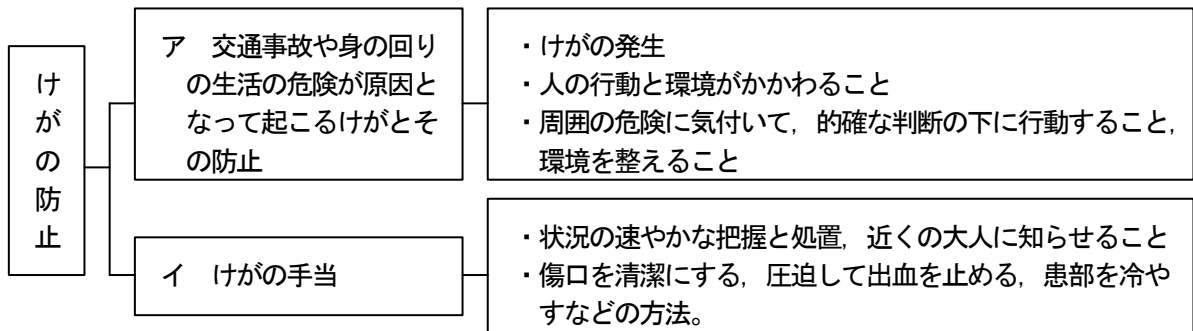 けがの防止
ア 交通事故や身の回り
の生活の危険が原因と
なって起こるけがとそ
の防止
・けがの発生
・人の行動と環境がかかわること
・周囲の危険に気付いて，的確な判断の下に行動すること，
環境を整えること
イ けがの手当
・状況の速やかな把握と処置，近くの大人に知らせること
・傷口を清潔にする，圧迫して出血を止める，患部を冷や
すなどの方法。